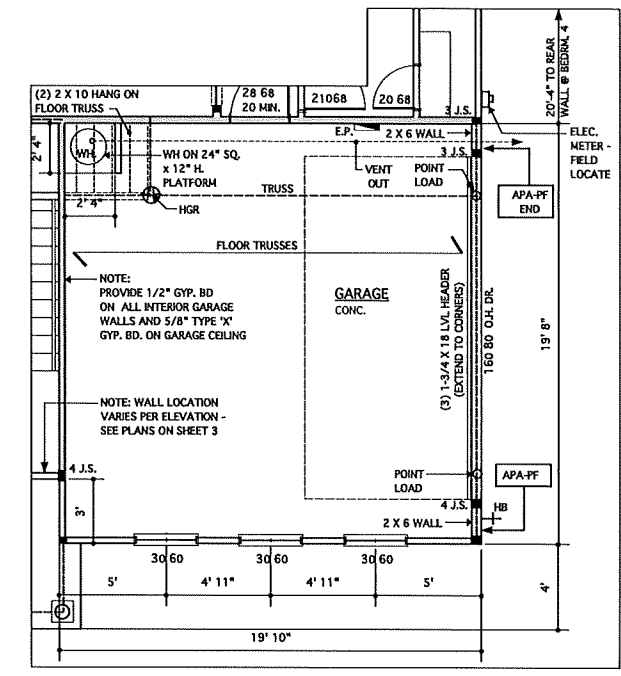 (2) 2 X 10 HANG ON
FLOOR TRUSS
28 68
20 MIN.
21068
20 68
3 J.S.
20'-4" TO REAR
WALL @ BEDRM. 4
E.P.
2 X 6 WALL
ELEC.
METER -
FIELD
LOCATE
2' 4"
WH
WH ON 24" SQ.
x 12" H.
PLATFORM
3 J.S.
VENT
OUT
POINT
LOAD
APA-PF
END
TRUSS
2' 4"
HGR
FLOOR TRUSSES
NOTE:
PROVIDE 1/2" GYP. BD
ON ALL INTERIOR GARAGE
WALLS AND 5/8" TYPE 'X'
GYP. BD. ON GARAGE CEILING
GARAGE
CONC.
(3) 1-3/4 X 18 LVL HEADER
(EXTEND TO CORNERS)
160 80 O.H. DR.
19' 8"
NOTE: WALL LOCATION
VARIES PER ELEVATION -
SEE PLANS ON SHEET 3
4 J.S.
POINT
LOAD
APA-PF
3'
4 J.S.
HB
2 X 6 WALL
30 60
30 60
30 60
5'
4' 11"
4' 11"
5'
4'
19' 10"